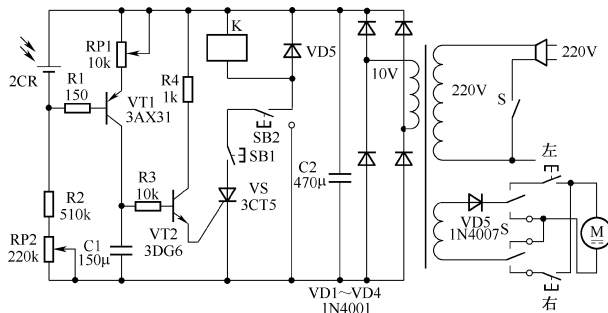 K
RP1
10k
VD5
10V
220V
2CR
R1
150
R4
1k
VT1
3AX31
220V
S
SB2
SB1
R2
510k
R3
10k
VS
3CT5
C2
470μ
左
VD5
1N4007
S
M
RP2
220k
C1
150μ
VT2
3DG6
右
VD1～VD4
1N4001